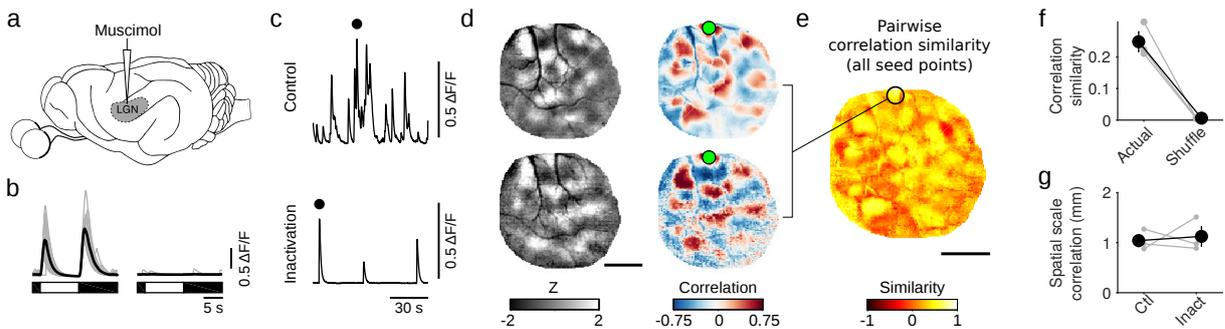 a
Muscimol
LGN
b
0.5 ΔF/F
5 s
c
Control
0.5 ΔF/F
Inactivation
0.5 ΔF/F
30 s
d
Z
-2
2
Correlation
-0.75
0
0.75
e
Pairwise
correlation similarity
(all seed points)
Similarity
-1
0
1
f
Correlation
similarity
0.2
0.1
0
Actual
Shuffle
g
Spatial scale
correlation (mm)
2
1
0
Ctl
Inact